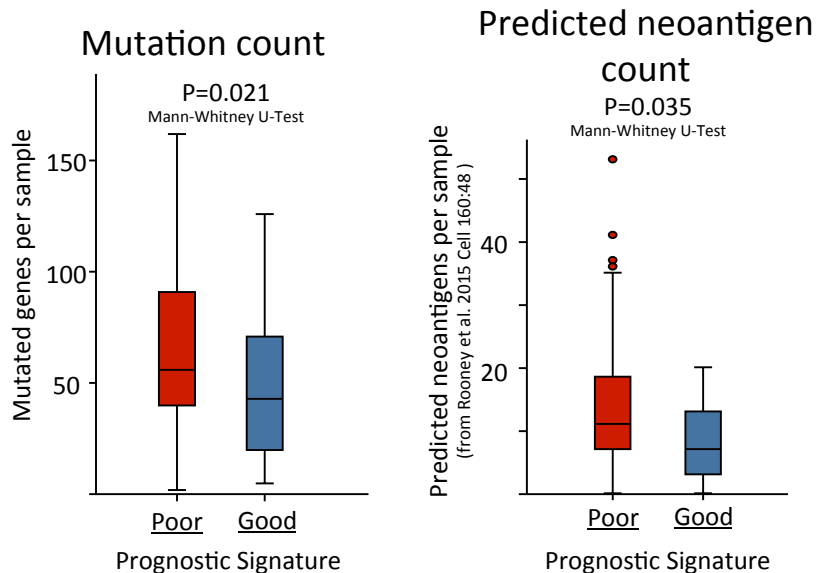 Mutation count
P=0.021
Mann-Whitney U-Test
Mutated genes per sample
150
100
50
Poor Good
Prognostic Signature
Predicted neoantigen
count
P=0.035
Mann-Whitney U-Test
Predicted neoantigens per sample
(from Rooney et al. 2015 Cell 160:48 )
40
20
Poor Good
Prognostic Signature